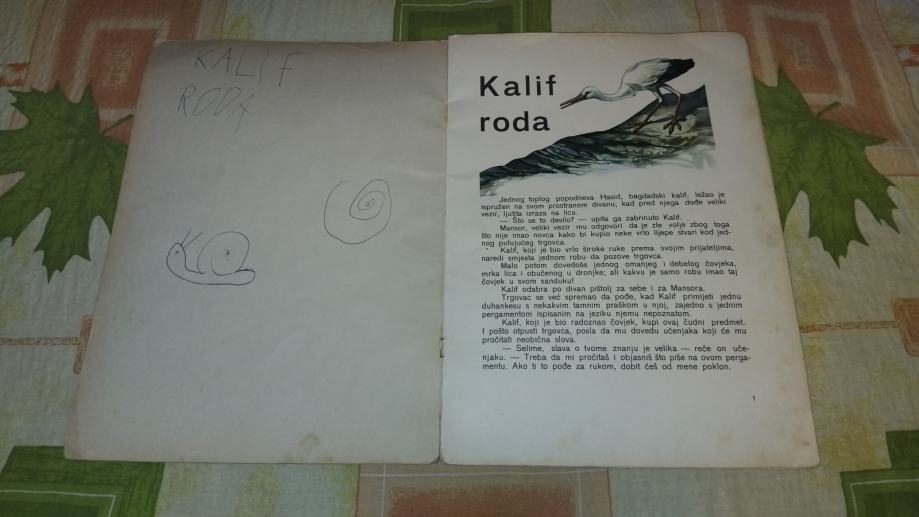 KALIF
RODA
Kalif
roda
Jednog toplog popodneva Hasid, bagdadski kalif, ležao je
ispružen na svom prostranom divanu, kad pred njega dođe veliki
vezir, ljutita izraza na licu.
— Što se to desilo? — upita ga zabrinuto Kalif.
Mansor, veliki vezir mu odgovori da je zle volje zbog toga
što nije imao novca kako bi kupio neke vrlo lijepe stvari kod jed-
nog putujućeg trgovca.
Kalif, koji je bio vrlo široke ruke prema svojim prijateljima,
naredi smjesta jednom robu da pozove trgovca.
Malo potom dovedoše jednog omanjeg i debelog čovjeka,
mrka lica i obučenog u dronjke; ali kakvu je samo robu imao taj
čovjek u svom sanduku!
Kalif odabra po divan pištolj za sebe i za Mansora.
Trgovac se već spremao da pođe, kad Kalif primijeti jednu
duhankesu s nekakvim tamnim praškom u njoj, zajedno s jednim
pergamentom ispisanim na jeziku njemu nepoznatom.
Kalif, koji je bio radoznao čovjek, kupi ovaj čudni predmet.
I pošto otpusti trgovca, posla da mu dovedu učenjaka koji će mu
pročitati neobična slova.
— Selime, slava o tvome znanju je velika — reče on uče-
njaku. — Treba da mi pročitaš i objasniš što piše na ovom perga-
mentu. Ako ti to pođe za rukom, dobit ćeš od mene poklon.
1